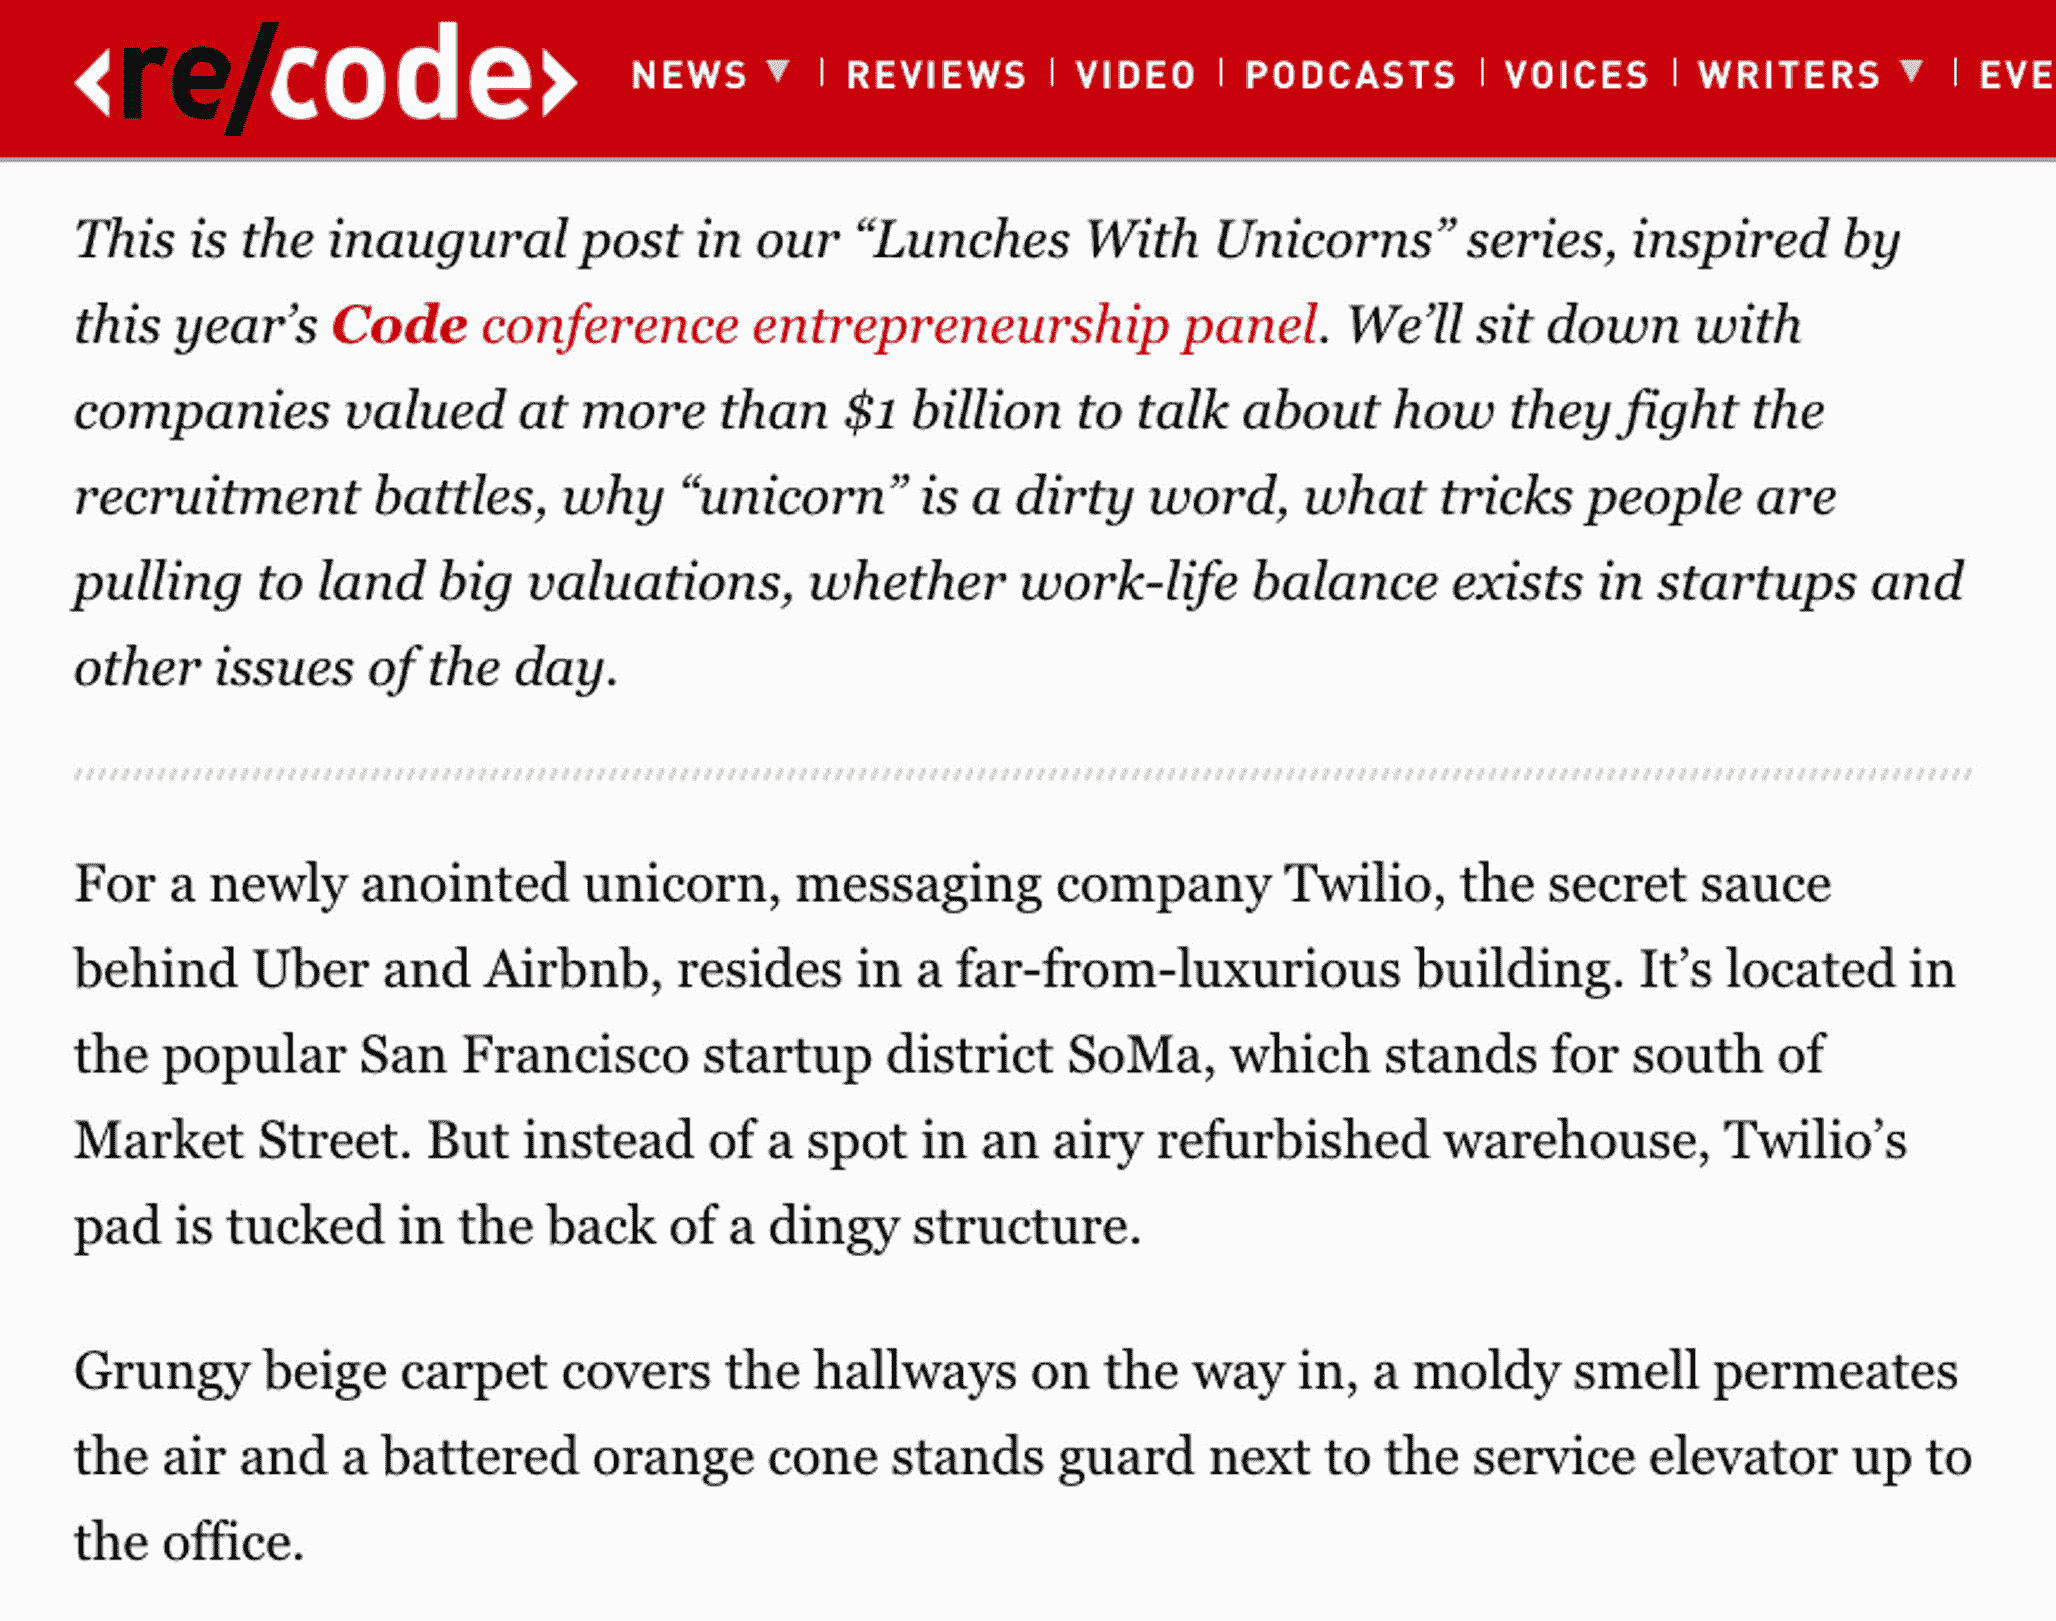 <re/code> NEWS ▼ | REVIEWS | VIDEO | PODCASTS | VOICES | WRITERS ▼ | EVE
This is the inaugural post in our “Lunches With Unicorns” series, inspired by
this year’s Code conference entrepreneurship panel. We’ll sit down with
companies valued at more than $1 billion to talk about how they fight the
recruitment battles, why “unicorn” is a dirty word, what tricks people are
pulling to land big valuations, whether work-life balance exists in startups and
other issues of the day.
For a newly anointed unicorn, messaging company Twilio, the secret sauce
behind Uber and Airbnb, resides in a far-from-luxurious building. It’s located in
the popular San Francisco startup district SoMa, which stands for south of
Market Street. But instead of a spot in an airy refurbished warehouse, Twilio’s
pad is tucked in the back of a dingy structure.
Grungy beige carpet covers the hallways on the way in, a moldy smell permeates
the air and a battered orange cone stands guard next to the service elevator up to
the office.